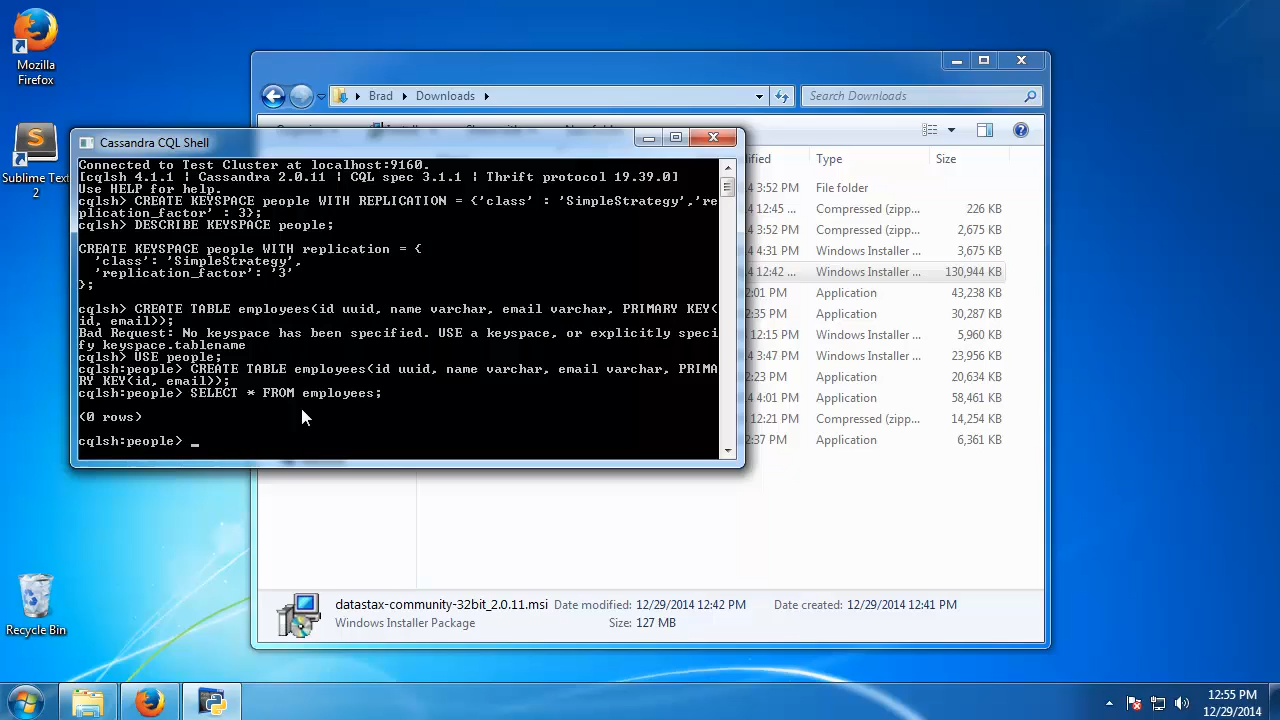 Mozilla
Firefox
Sublime Text
2
Recycle Bin
Brad
Downloads
Search Downloads
Cassandra CQL Shell
Connected to Test Cluster at localhost:9160.
[cqlsh 4.1.1 | Cassandra 2.0.11 | CQL spec 3.1.1 | Thrift protocol 19.39.0]
Use HELP for help.
cqlsh> CREATE KEYSPACE people WITH REPLICATION = {'class' : 'SimpleStrategy','re
plication_factor' : 3};
cqlsh> DESCRIBE KEYSPACE people;
CREATE KEYSPACE people WITH replication = {
'class': 'SimpleStrategy',
'replication_factor': '3'
};
cqlsh> CREATE TABLE employees(id uuid, name varchar, email varchar, PRIMARY KEY(
id, email));
Bad Request: No keyspace has been specified. USE a keyspace, or explicitly speci
fy keyspace.tablename
cqlsh> USE people;
cqlsh:people> CREATE TABLE employees(id uuid, name varchar, email varchar, PRIMA
RY KEY(id, email));
cqlsh:people> SELECT * FROM employees;
(0 rows)
cqlsh:people> _
Type Size
3:52 PM File folder
12:45 ... Compressed (zipp... 226 KB
3:52 PM Compressed (zipp... 2,675 KB
4:31 PM Windows Installer ... 3,675 KB
12:42 ... Windows Installer ... 130,944 KB
2:01 PM Application 43,238 KB
2:35 PM Application 30,287 KB
12:15 PM Windows Installer ... 5,960 KB
3:47 PM Windows Installer ... 23,956 KB
2:23 PM Application 20,634 KB
4:01 PM Application 58,461 KB
12:21 PM Compressed (zipp... 14,254 KB
2:37 PM Application 6,361 KB
datastax-community-32bit_2.0.11.msi Date modified: 12/29/2014 12:42 PM Date created: 12/29/2014 12:41 PM
Windows Installer Package Size: 127 MB
12:55 PM
12/29/2014